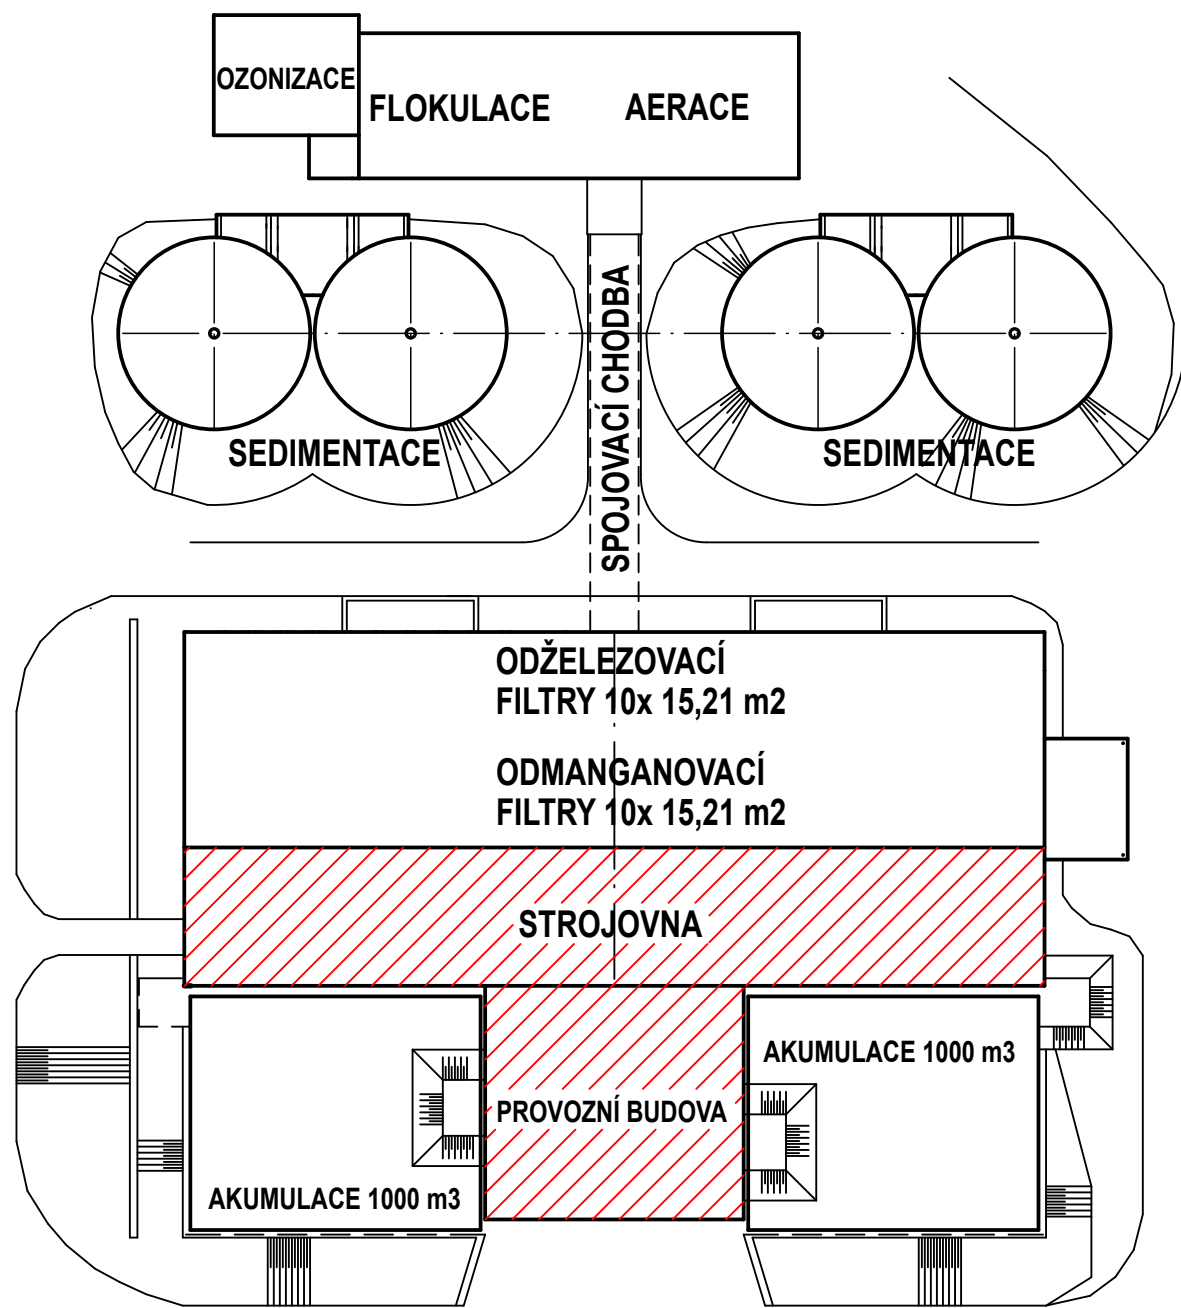 OZONIZACE
FLOKULACE
AERACE
SPOJOVACÍ CHODBA
SEDIMENTACE
SEDIMENTACE
ODŽELEZOVACÍ
FILTRY 10x 15,21 m2
ODMANGANOVACÍ
FILTRY 10x 15,21 m2
STROJOVNA
AKUMULACE 1000 m3
PROVOZNÍ BUDOVA
AKUMULACE 1000 m3